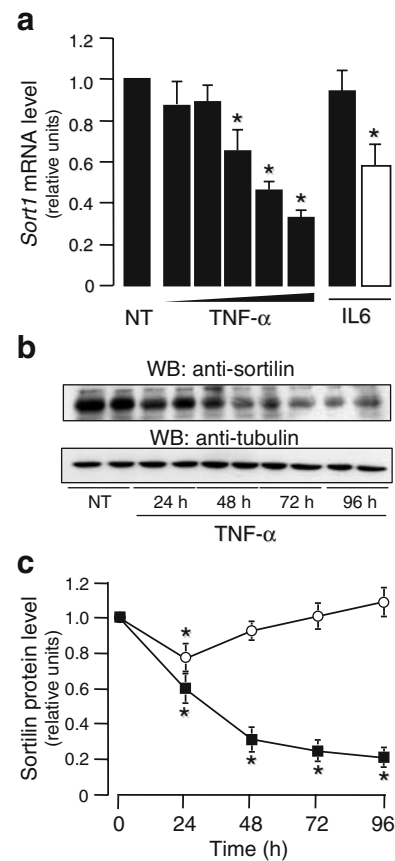 a
Sort1 mRNA level
(relative units)
1.2
1.0
0.8
0.6
0.4
0.2
0
*
*
*
*
NT
TNF-α
IL6
b
WB: anti-sortilin
WB: anti-tubulin
NT 24 h 48 h 72 h 96 h
TNF-α
c
Sortilin protein level
(relative units)
1.2
1.0
0.8
0.6
0.4
0.2
0
*
*
*
*
*
0 24 48 72 96
Time (h)